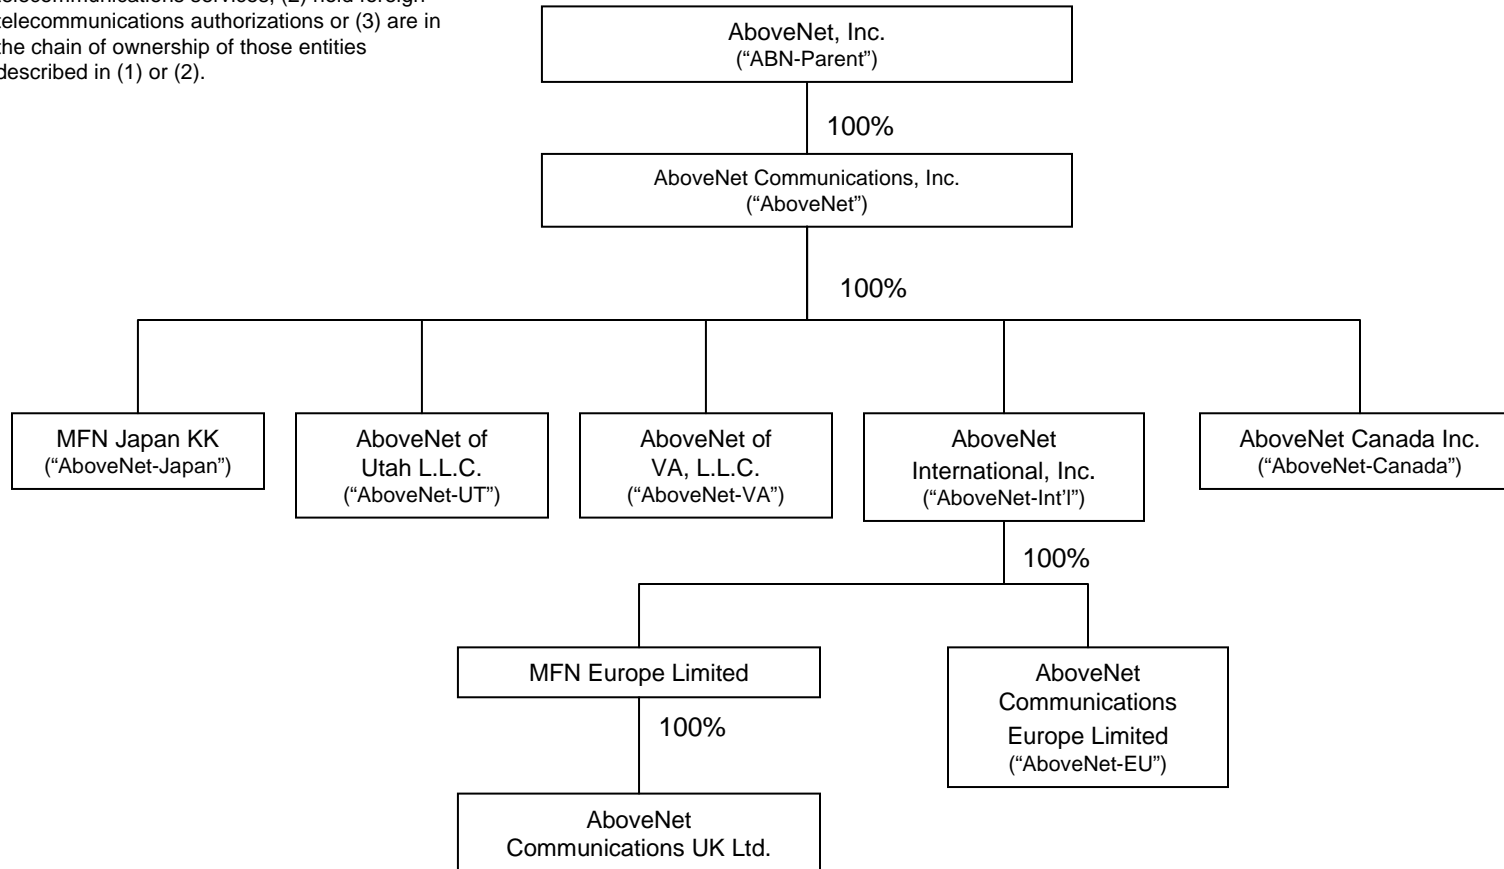 telecommunications services, (2) hold foreign
telecommunications authorizations or (3) are in
the chain of ownership of those entities
described in (1) or (2).
AboveNet, Inc.
(“ABN-Parent”)
100%
AboveNet Communications, Inc.
(“AboveNet”)
100%
MFN Japan KK
(“AboveNet-Japan”)
AboveNet of
Utah L.L.C.
(“AboveNet-UT”)
AboveNet of
VA, L.L.C.
(“AboveNet-VA”)
AboveNet
International, Inc.
(“AboveNet-Int’l”)
AboveNet Canada Inc.
(“AboveNet-Canada”)
100%
MFN Europe Limited
AboveNet
Communications
Europe Limited
(“AboveNet-EU”)
100%
AboveNet
Communications UK Ltd.